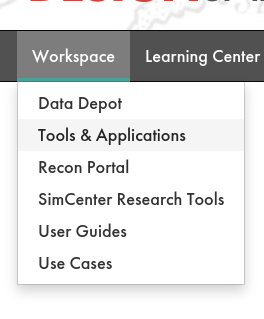 Workspace
Learning Center
Data Depot
Tools & Applications
Recon Portal
SimCenter Research Tools
User Guides
Use Cases